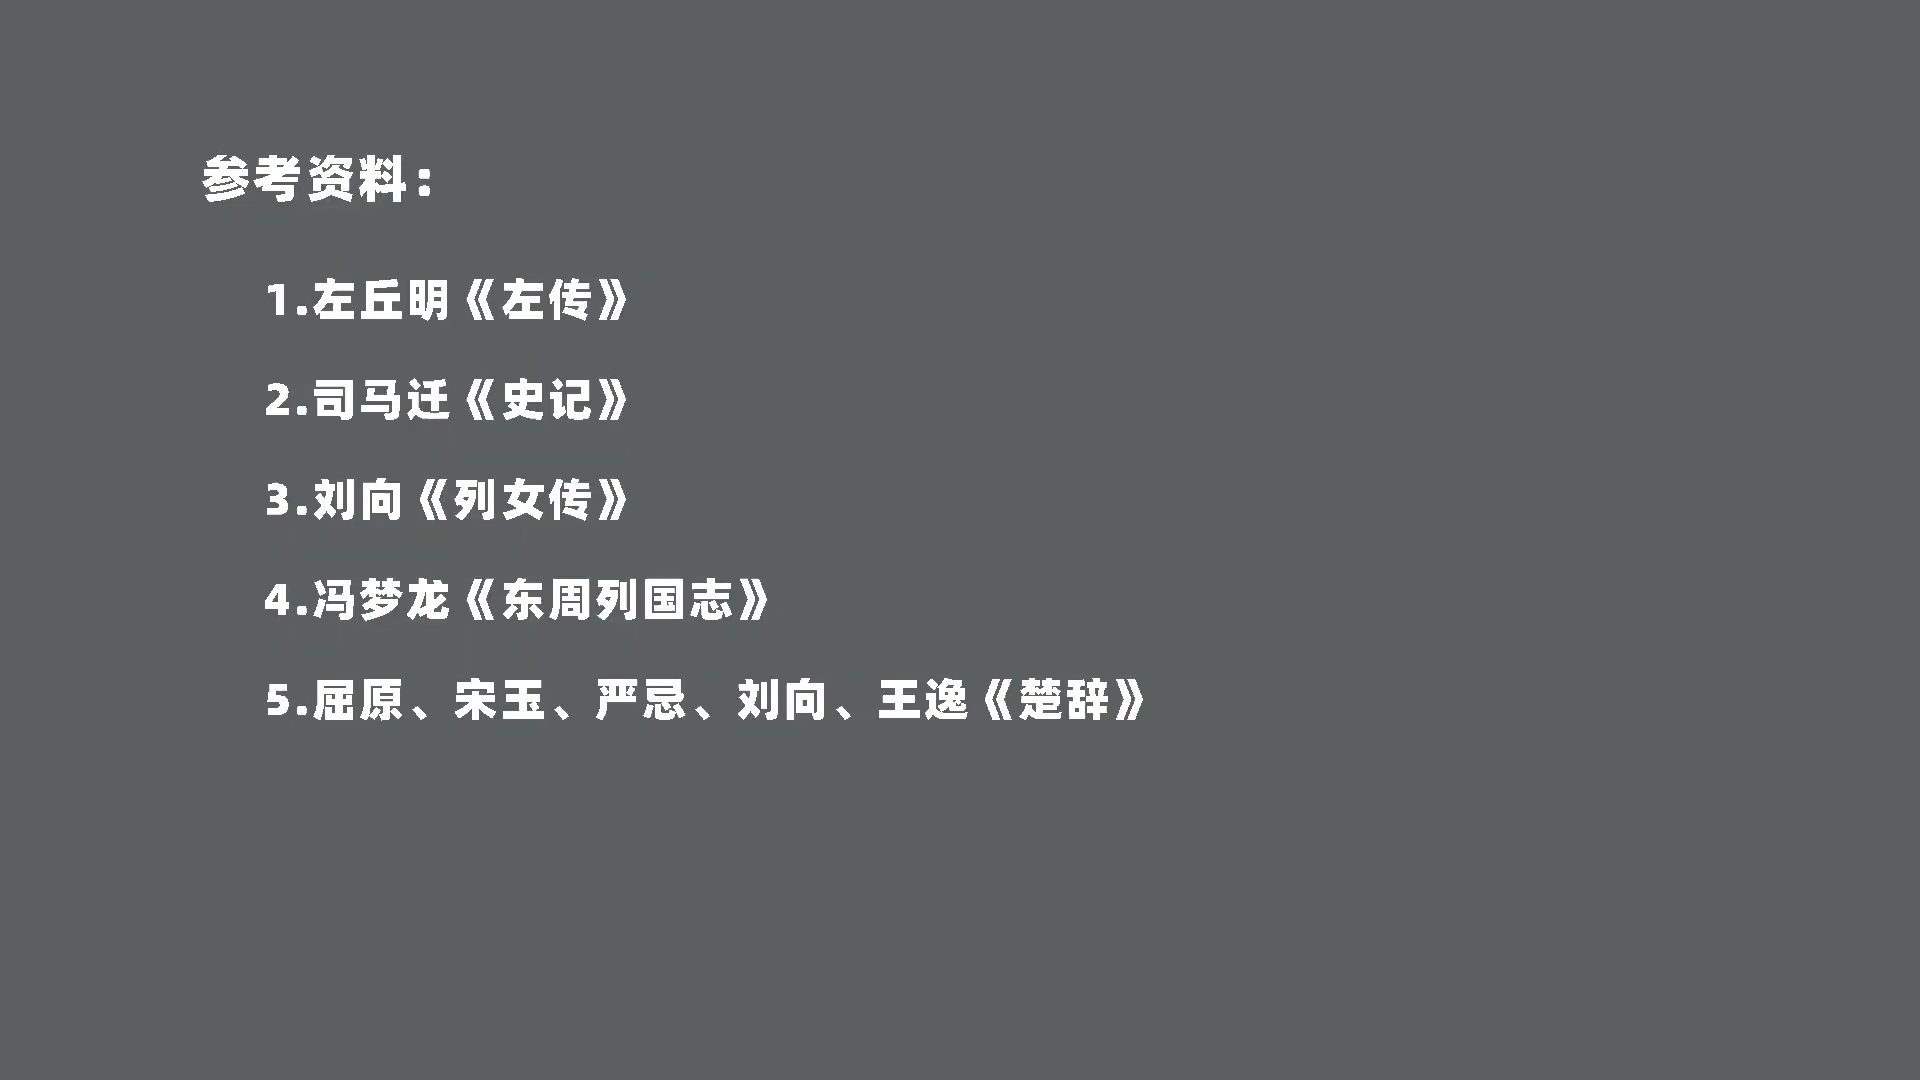 参考资料：
1.左丘明《左传》
2.司马迁《史记》
3.刘向《列女传》
4.冯梦龙《东周列国志》
5.屈原、宋玉、严忌、刘向、王逸《楚辞》